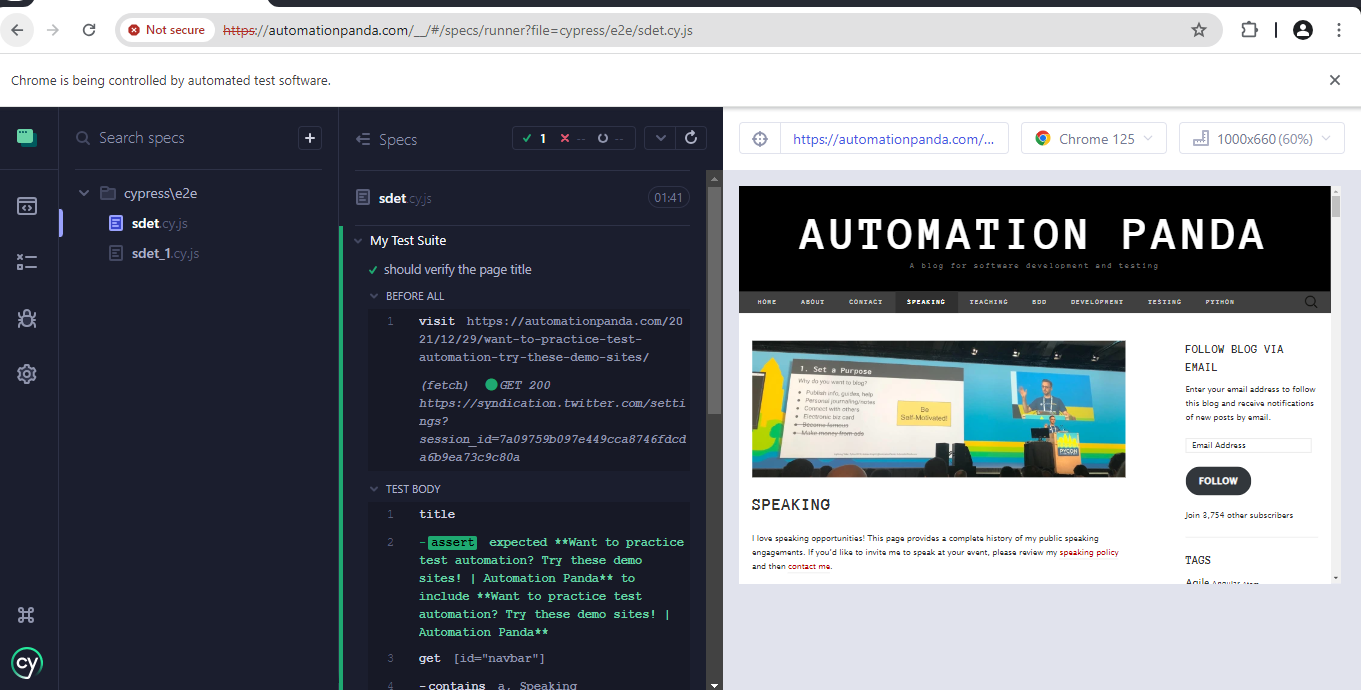 Not secure https://automationpanda.com/__/#/specs/runner?file=cypress/e2e/sdet.cy.js
Chrome is being controlled by automated test software.
Search specs
+
cypress\e2e
sdet.cy.js
sdet_1.cy.js
cy
Specs
1 -- --
sdet.cy.js 01:41
My Test Suite
should verify the page title
BEFORE ALL
1 visit https://automationpanda.com/20
21/12/29/want-to-practice-test-
automation-try-these-demo-sites/
(fetch) GET 200
https://syndication.twitter.com/setti
ngs?
session_id=7a09759b097e449cca8746fdcd
a6b9ea73c9c80a
TEST BODY
1 title
2 -assert expected **Want to practice
test automation? Try these demo
sites! | Automation Panda** to
include **Want to practice test
automation? Try these demo sites! |
Automation Panda**
3 get [id="navbar"]
4 -contains a, Speaking
https://automationpanda.com/...
Chrome 125
1000x660 (60%)
AUTOMATION PANDA
A blog for software development and testing
HOME ABOUT CONTACT SPEAKING TEACHING BDD DEVELOPMENT TESTING PYTHON
1. Set a Purpose
Why do you want to blog?
• Publish info, guides, help
• Personal journaling/notes
• Connect with others
• Electronic biz card
• Become famous
• Make money from ads
Be
Self-Motivated!
PYCON
SPEAKING
I love speaking opportunities! This page provides a complete history of my public speaking
engagements. If you'd like to invite me to speak at your event, please review my speaking policy
and then contact me.
FOLLOW BLOG VIA
EMAIL
Enter your email address to follow
this blog and receive notifications
of new posts by email.
Email Address
FOLLOW
Join 3,754 other subscribers
TAGS
Agile Angular Atom